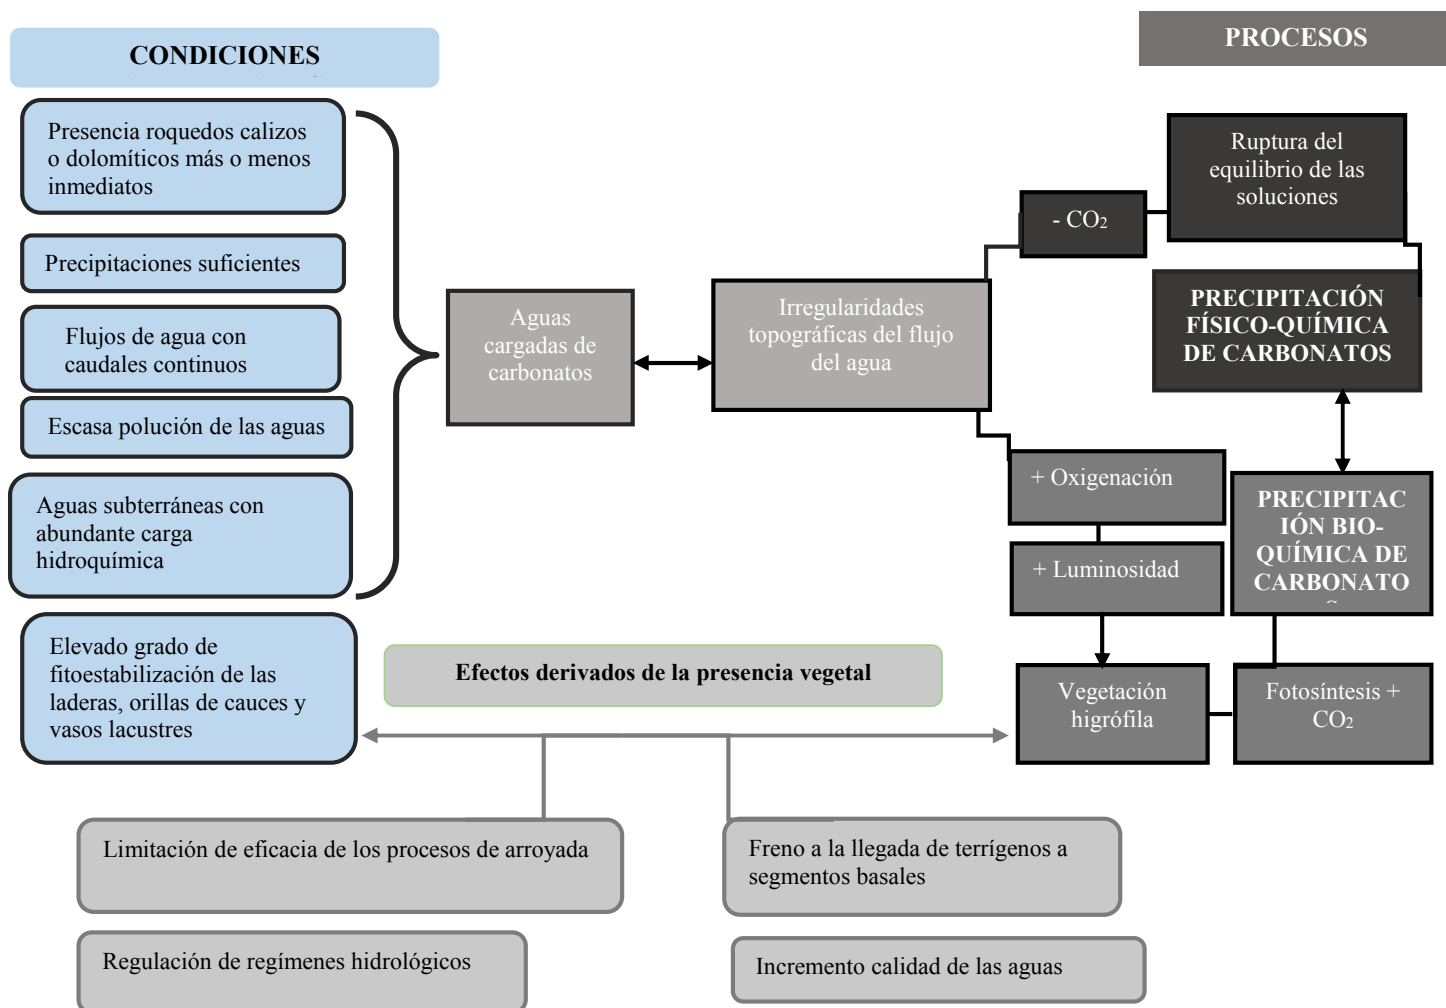 CONDICIONES
PROCESOS
Presencia roquedos calizos
o dolomíticos más o menos
inmediatos
Precipitaciones suficientes
Flujos de agua con
caudales continuos
Escasa polución de las aguas
Aguas subterráneas con
abundante carga
hidroquímica
Elevado grado de
fitoestabilización de las
laderas, orillas de cauces y
vasos lacustres
Aguas
cargadas de
carbonatos
Irregularidades
topográficas del flujo
del agua
- CO₂
Ruptura del
equilibrio de las
soluciones
PRECIPITACIÓN
FÍSICO-QUÍMICA
DE CARBONATOS
+ Oxigenación
+ Luminosidad
PRECIPITAC
IÓN BIO-
QUÍMICA DE
CARBONATO
Vegetación
higrófila
Fotosíntesis +
CO₂
Efectos derivados de la presencia vegetal
Limitación de eficacia de los procesos de arroyada
Freno a la llegada de terrígenos a
segmentos basales
Regulación de regímenes hidrológicos
Incremento calidad de las aguas